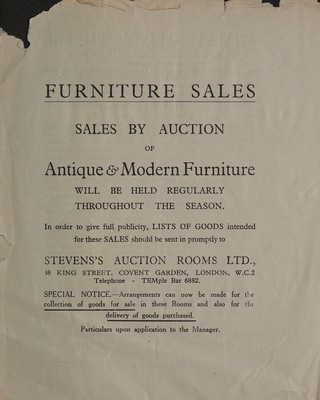 FURNITURE SALES
SALES BY AUCTION
OF
Antique & Modern Furniture
WILL BE HELD REGULARLY
THROUGHOUT THE SEASON.
In order to give full publicity, LISTS OF GOODS intended
for these SALES should be sent in promptly to
STEVENS'S AUCTION ROOMS LTD.,
38 KING STREET, COVENT GARDEN, LONDON, W.C.2
Telephone - TEMple Bar 6882.
SPECIAL NOTICE.—Arrangements can now be made for the
collection of goods for sale in these Rooms and also for the
delivery of goods purchased.
Particulars upon application to the Manager.